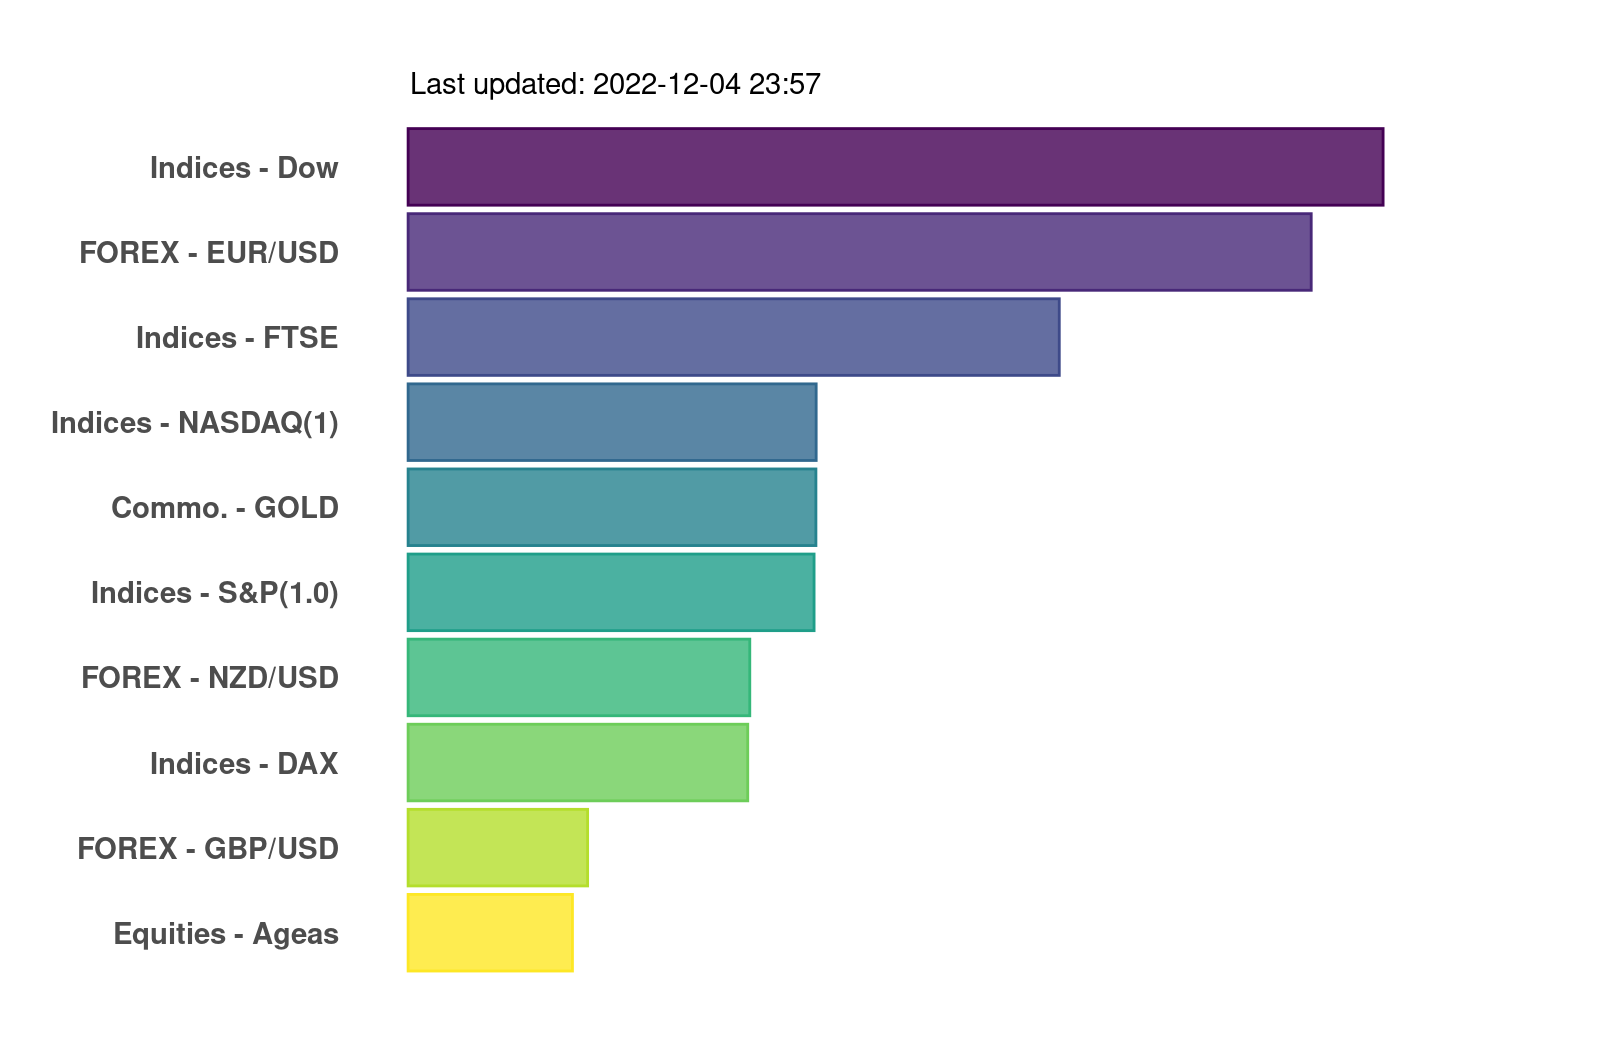 Last updated: 2022-12-04 23:57
Indices - Dow
FOREX - EUR/USD
Indices - FTSE
Indices - NASDAQ(1)
Commo. - GOLD
Indices - S&P(1.0)
FOREX - NZD/USD
Indices - DAX
FOREX - GBP/USD
Equities - Ageas